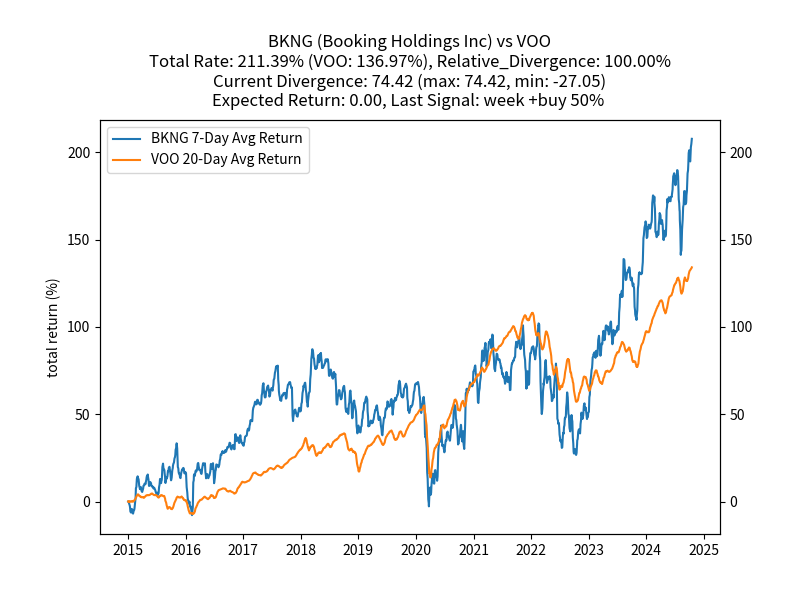 BKNG (Booking Holdings Inc) vs VOO
Total Rate: 211.39% (VOO: 136.97%), Relative_Divergence: 100.00%
Current Divergence: 74.42 (max: 74.42, min: -27.05)
Expected Return: 0.00, Last Signal: week +buy 50%
BKNG 7-Day Avg Return
VOO 20-Day Avg Return
total return (%)
200
150
100
50
0
200
150
100
50
0
2015 2016 2017 2018 2019 2020 2021 2022 2023 2024 2025